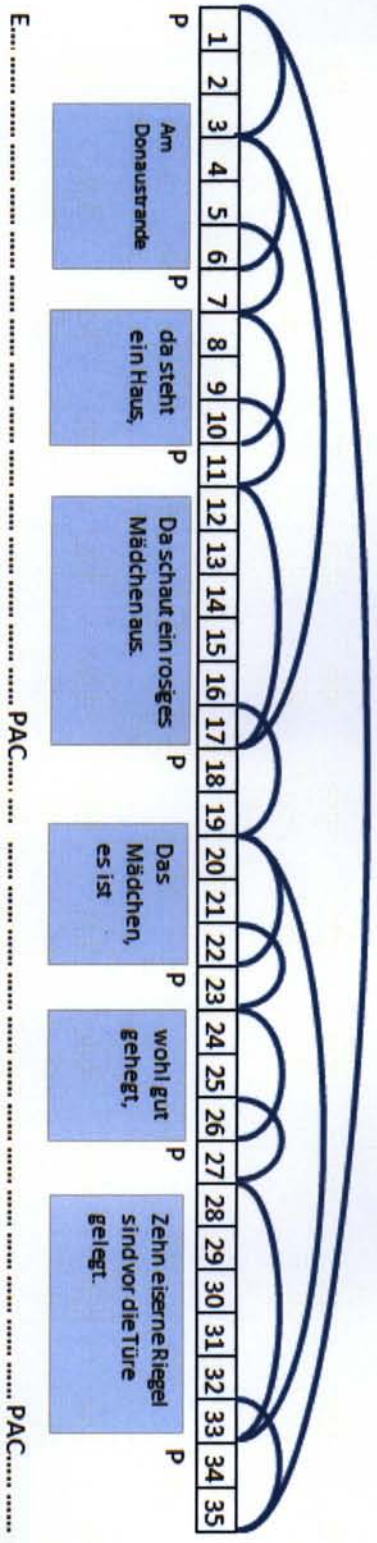 1 2 3 4 5 6 7 8 9 10 11 12 13 14 15 16 17 18 19 20 21 22 23 24 25 26 27 28 29 30 31 32 33 34 35
P
Am
Donaustrande
P
da steht
ein Haus,
P
Da schaut ein rosiges
Mädchen aus.
P
Das
Mädchen,
es ist
P
wohl gut
gehegt,
P
Zehn eiserne Riegel
sind vor die Türe
gelegt.
P
E..... ...... ...... ...... ...... ...... ...... ...... ...... ...... ...... ...... ...... ...... ...... ...... PAC..... .... ...... ...... ...... ...... ...... ...... ...... ...... ...... ...... ...... ...... ...... ...... PAC..... ......